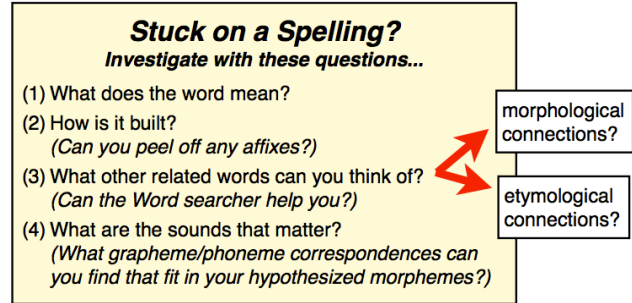 Stuck on a Spelling?
Investigate with these questions...
(1) What does the word mean?
(2) How is it built?
(Can you peel off any affixes?)
(3) What other related words can you think of?
(Can the Word searcher help you?)
(4) What are the sounds that matter?
(What grapheme/phoneme correspondences can
you find that fit in your hypothesized morphemes?)
morphological
connections?
etymological
connections?